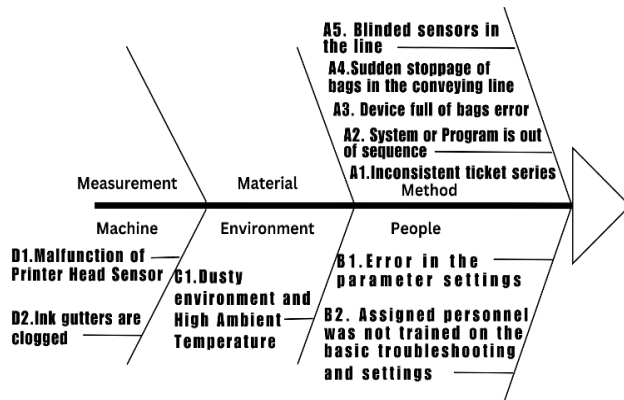 A5. Blinded sensors in
the line
A4.Sudden stoppage of
bags in the conveying line
A3. Device full of bags error
A2. System or Program is out
of sequence
A1.Inconsistent ticket series
Measurement
Material
Method
Machine
Environment
People
D1.Malfunction of
Printer Head Sensor
D2.Ink gutters are
clogged
C1.Dusty
environment and
High Ambient
Temperature
B1.Error in the
parameter settings
B2. Assigned personnel
was not trained on the
basic troubleshooting
and settings